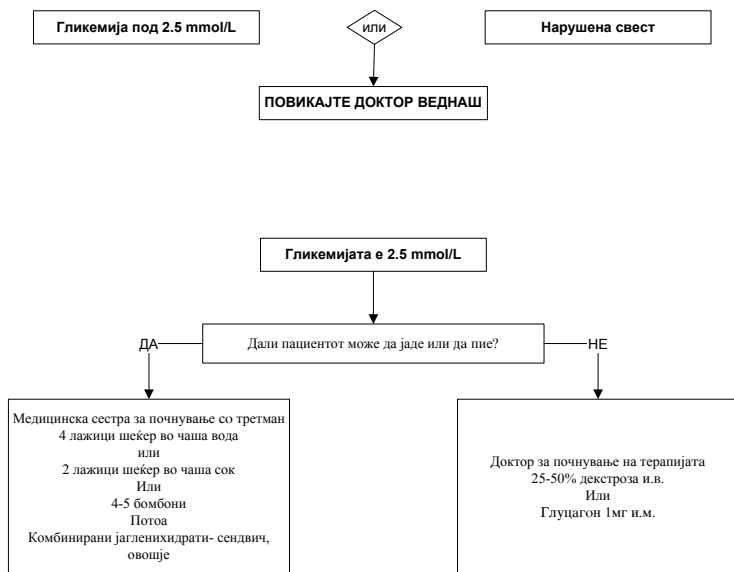 Гликемија под 2.5 mmol/L
или
Нарушена свест
ПОВИКАЈТЕ ДОКТОР ВЕДНАШ
Гликемијата е 2.5 mmol/L
Дали пациентот може да јаде или да пие?
ДА
НЕ
Медицинска сестра за почнување со третман
4 лажици шеќер во чаша вода
или
2 лажици шеќер во чаша сок
Или
4-5 бомбони
Потоа
Комбинирани јагленихидрати- сендвич,
овошје
Доктор за почнување на терапијата
25-50% декстроза и.в.
Или
Глуцагон 1мг и.м.